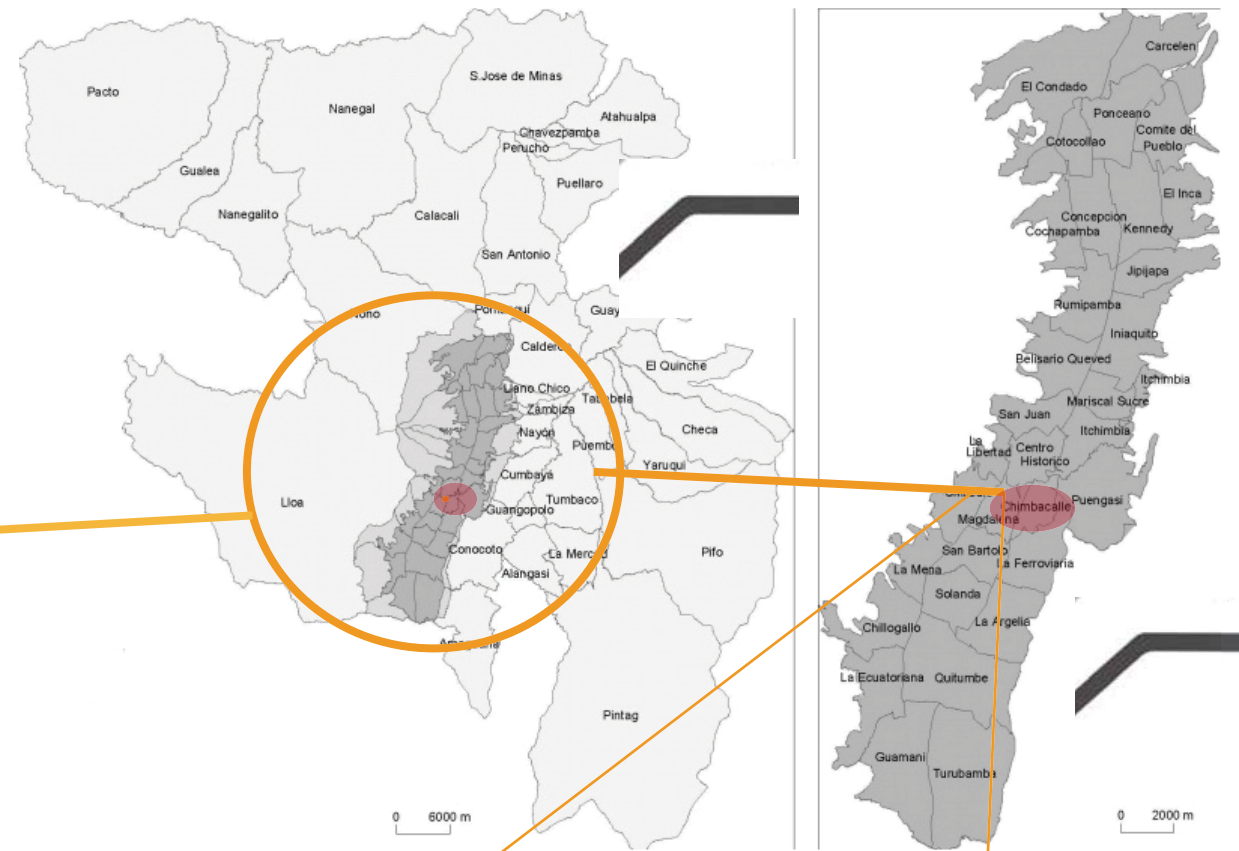 Pacto
Nanegal
S.Jose de Minas
Atahualpa
Chavezpamba
Perucho
Gualea
Puellaro
Nanegalito
Calacali
San Antonio
Calderon
Llano Chico
El Quinche
Zambiza
Nayon
Checa
Yaruqui
Cumbaya
Lloa
Tumbaco
Guangopolo
Conocoto
Alangasi
Pifo
Pintag
0 6000 m
Carcelen
El Condado
Ponceano
Comite del
Pueblo
Cotocollao
El Inca
Concepcion
Cochapamba
Kennedy
Jipijapa
Rumipamba
Iniaquito
Belisario Queved
Itchimbia
Mariscal Sucre
San Juan
Itchimbia
La
Libertad
Centro
Historico
Chimbacalle
Puengasi
Magdalena
San Bartolo
La Ferroviaria
La Mena
Solanda
La Argelia
Chillogallo
La Ecuatoriana
Quitumbe
Guamani
Turubamba
0 2000 m